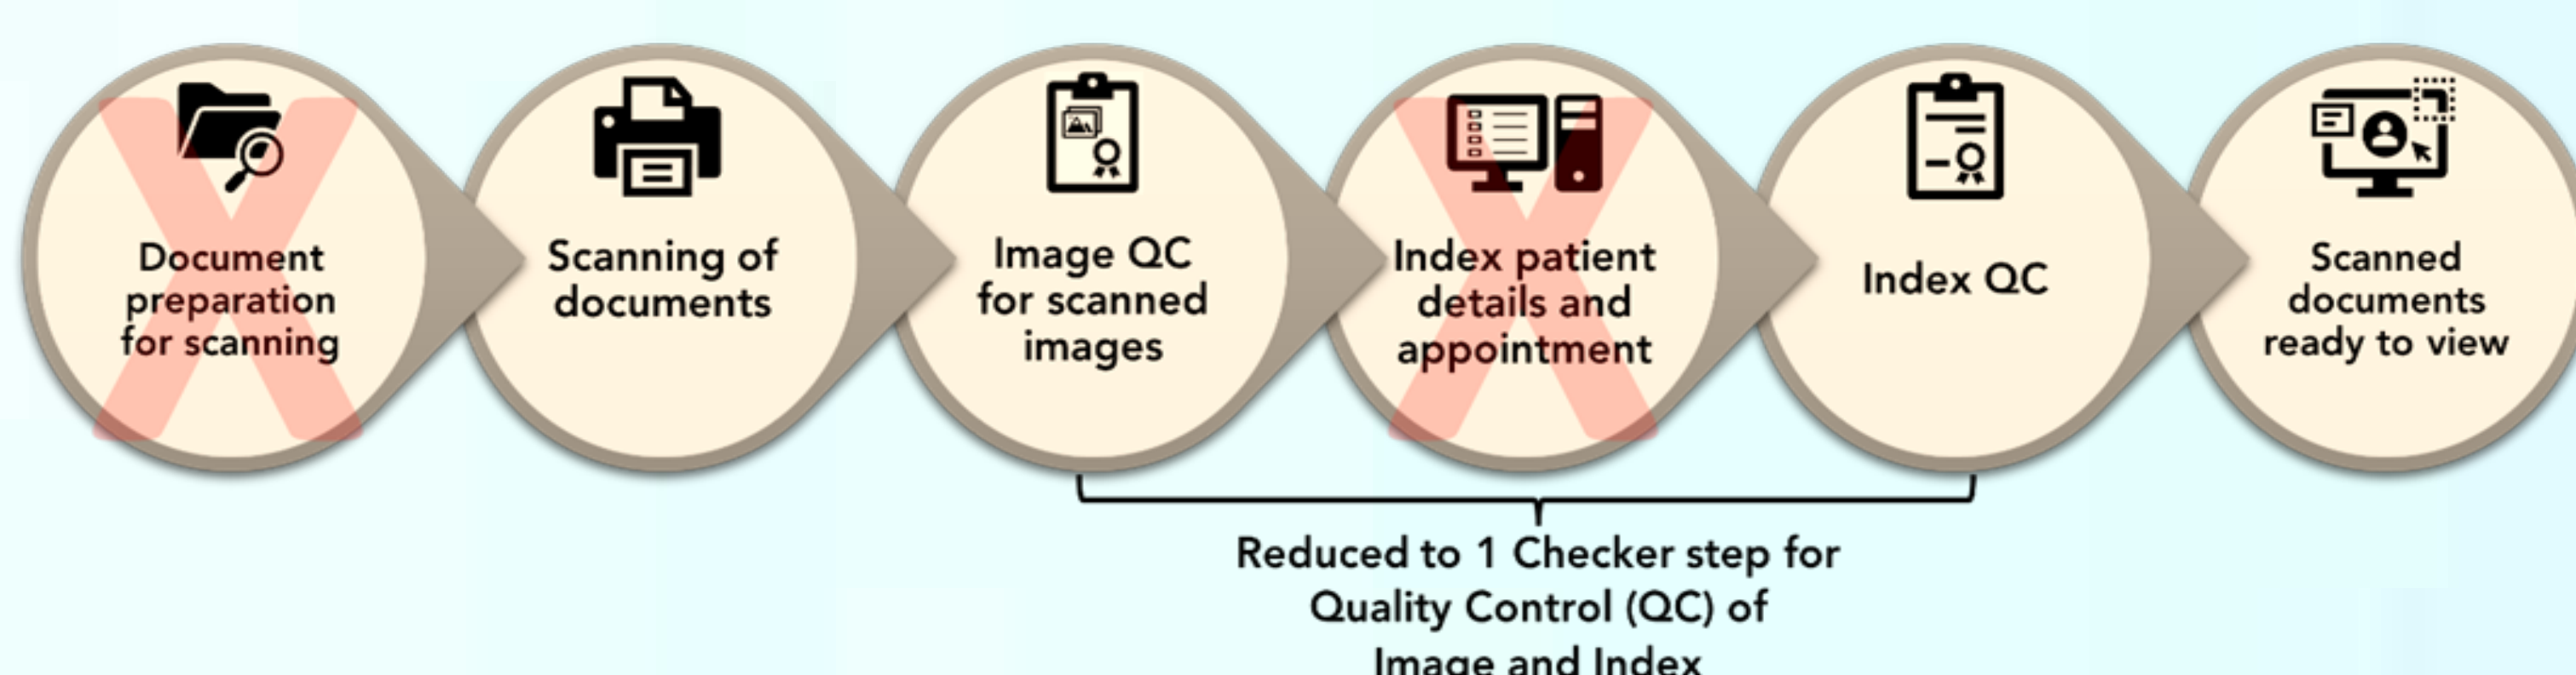 Document
preparation
for scanning
Scanning of
documents
Image QC
for scanned
images
Index patient
details and
appointment
Index QC
Scanned
documents
ready to view
Reduced to 1 Checker step for
Quality Control (QC) of
Image and Index